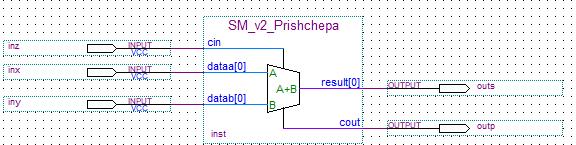 SM_v2_Prishchepa
inz INPUT VCC cin
inx INPUT VCC dataa[0] A
A+B result[0] OUTPUT outs
iny INPUT VCC datab[0] B
cout OUTPUT outp
inst